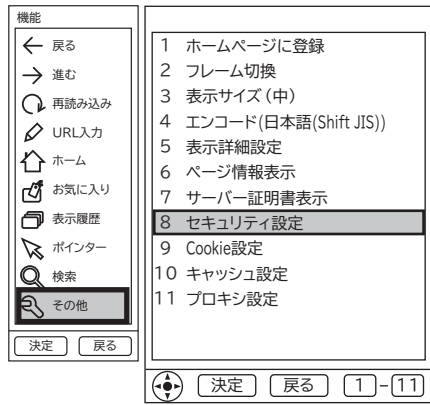 機能
戻る
進む
再読み込み
URL入力
ホーム
お気に入り
表示履歴
ポインター
検索
その他
決定 戻る
1 ホームページに登録
2 フレーム切換
3 表示サイズ(中)
4 エンコード(日本語(Shift JIS))
5 表示詳細設定
6 ページ情報表示
7 サーバー証明書表示
8 セキュリティ設定
9 Cookie設定
10 キャッシュ設定
11 プロキシ設定
決定 戻る 1-11